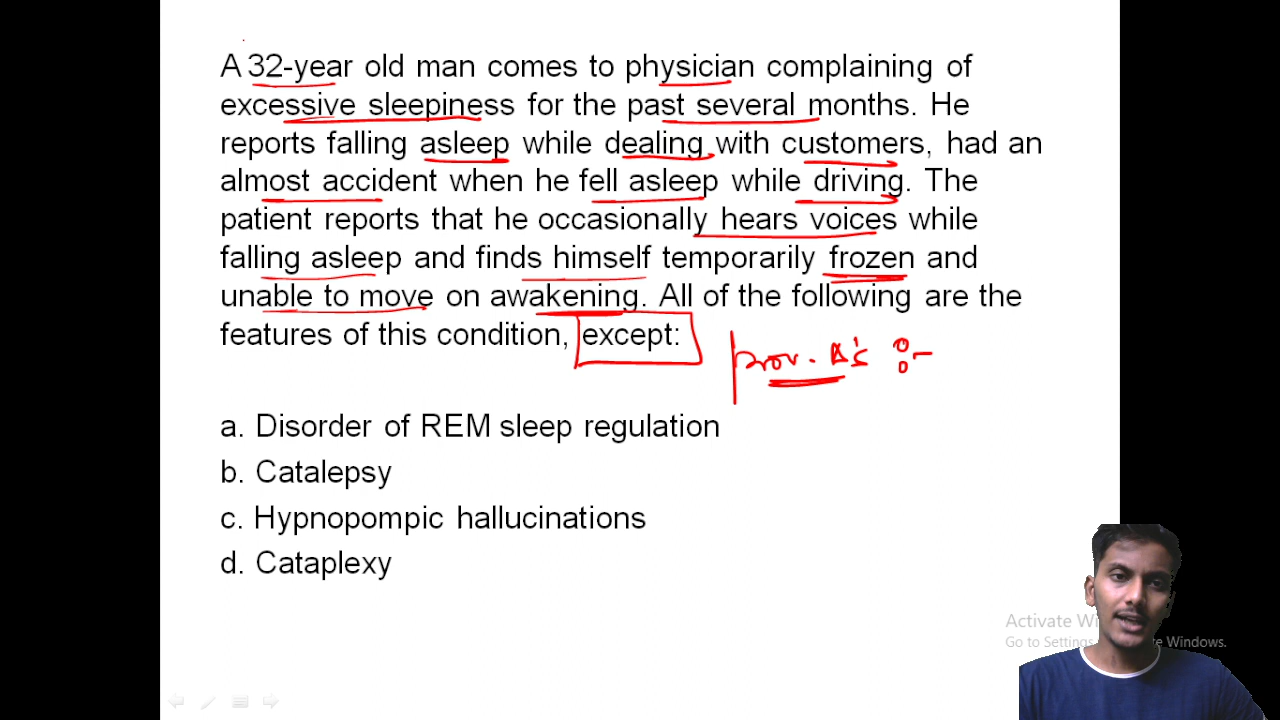 A 32-year old man comes to physician complaining of
excessive sleepiness for the past several months. He
reports falling asleep while dealing with customers, had an
almost accident when he fell asleep while driving. The
patient reports that he occasionally hears voices while
falling asleep and finds himself temporarily frozen and
unable to move on awakening. All of the following are the
features of this condition, except:
prov. Δ's :-
a. Disorder of REM sleep regulation
b. Catalepsy
c. Hypnopompic hallucinations
d. Cataplexy
Activate Wi
Go to Settings te Windows.